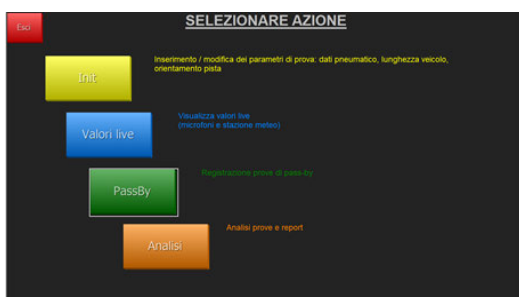 Esci
SELEZIONARE AZIONE
Init
Inserimento / modifica dei parametri di prova: dati pneumatico, lunghezza veicolo,
orientamento pista
Valori live
Visualizza valori live
(microfoni e stazione meteo)
PassBy
Registrazione prove di pass-by
Analisi
Analisi prove e report